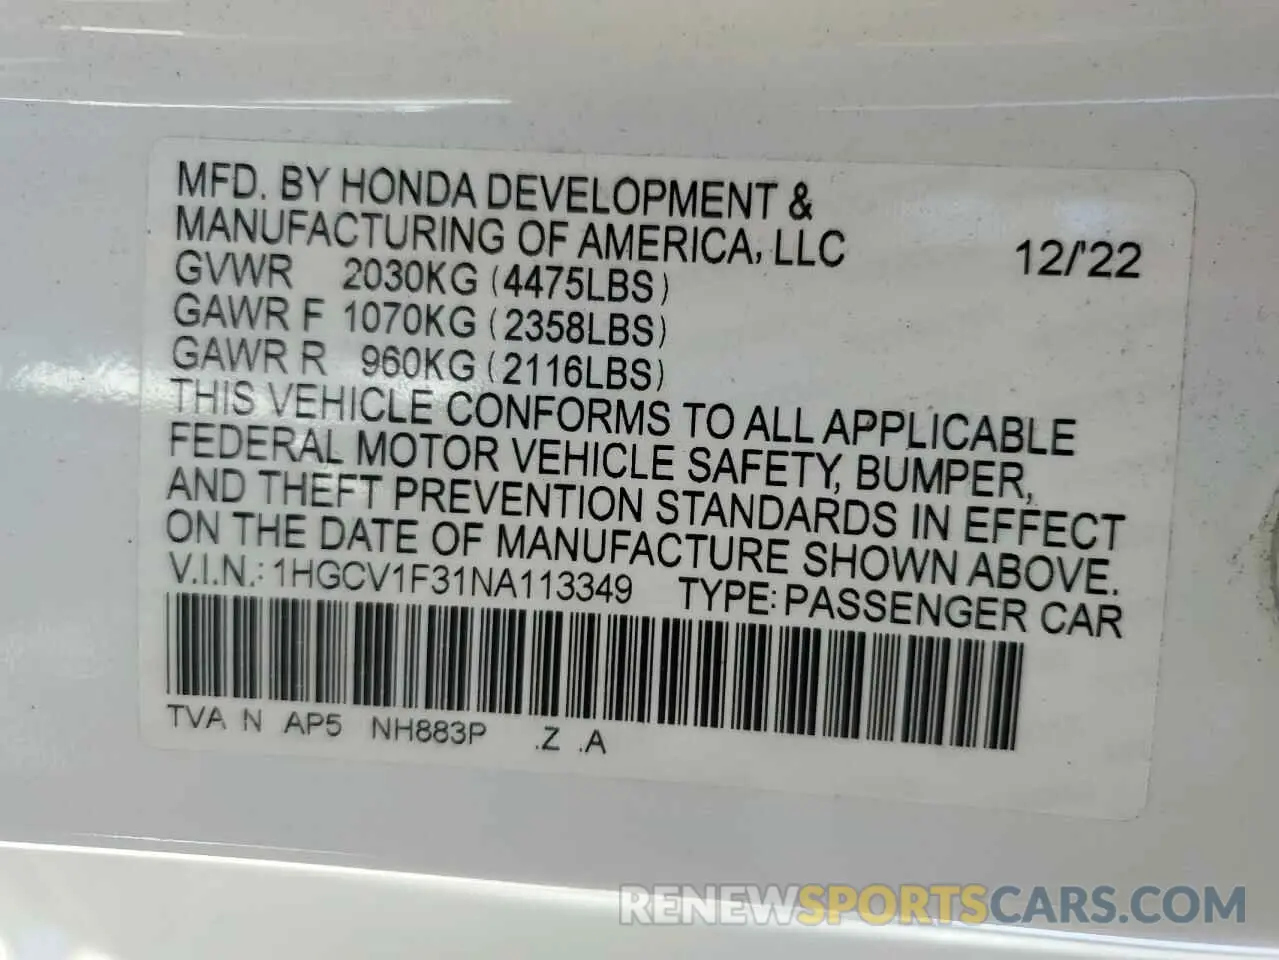 MFD. BY HONDA DEVELOPMENT &
MANUFACTURING OF AMERICA, LLC 12/'22
GVWR 2030KG (4475LBS)
GAWR F 1070KG (2358LBS)
GAWR R 960KG (2116LBS)
THIS VEHICLE CONFORMS TO ALL APPLICABLE
FEDERAL MOTOR VEHICLE SAFETY, BUMPER,
AND THEFT PREVENTION STANDARDS IN EFFECT
ON THE DATE OF MANUFACTURE SHOWN ABOVE.
V.I.N.: 1HGCV1F31NA113349 TYPE: PASSENGER CAR
TVA N AP5 NH883P .Z .A
RENEWSPORTSCARS.COM